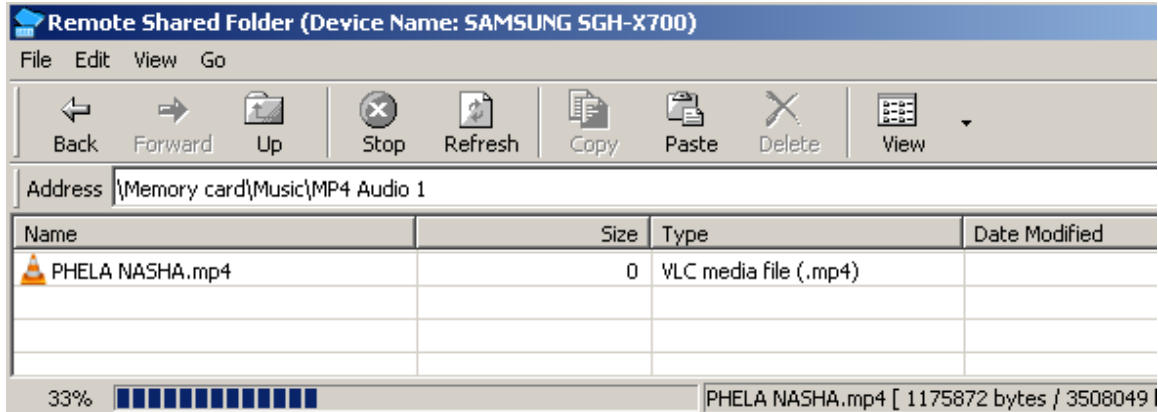 Remote Shared Folder (Device Name: SAMSUNG SGH-X700)
File Edit View Go
Back Forward Up Stop Refresh Copy Paste Delete View
Address \Memory card\Music\MP4 Audio 1
Name Size Type Date Modified
PHELA NASHA.mp4 0 VLC media file (.mp4)
33% PHELA NASHA.mp4 [ 1175872 bytes / 3508049